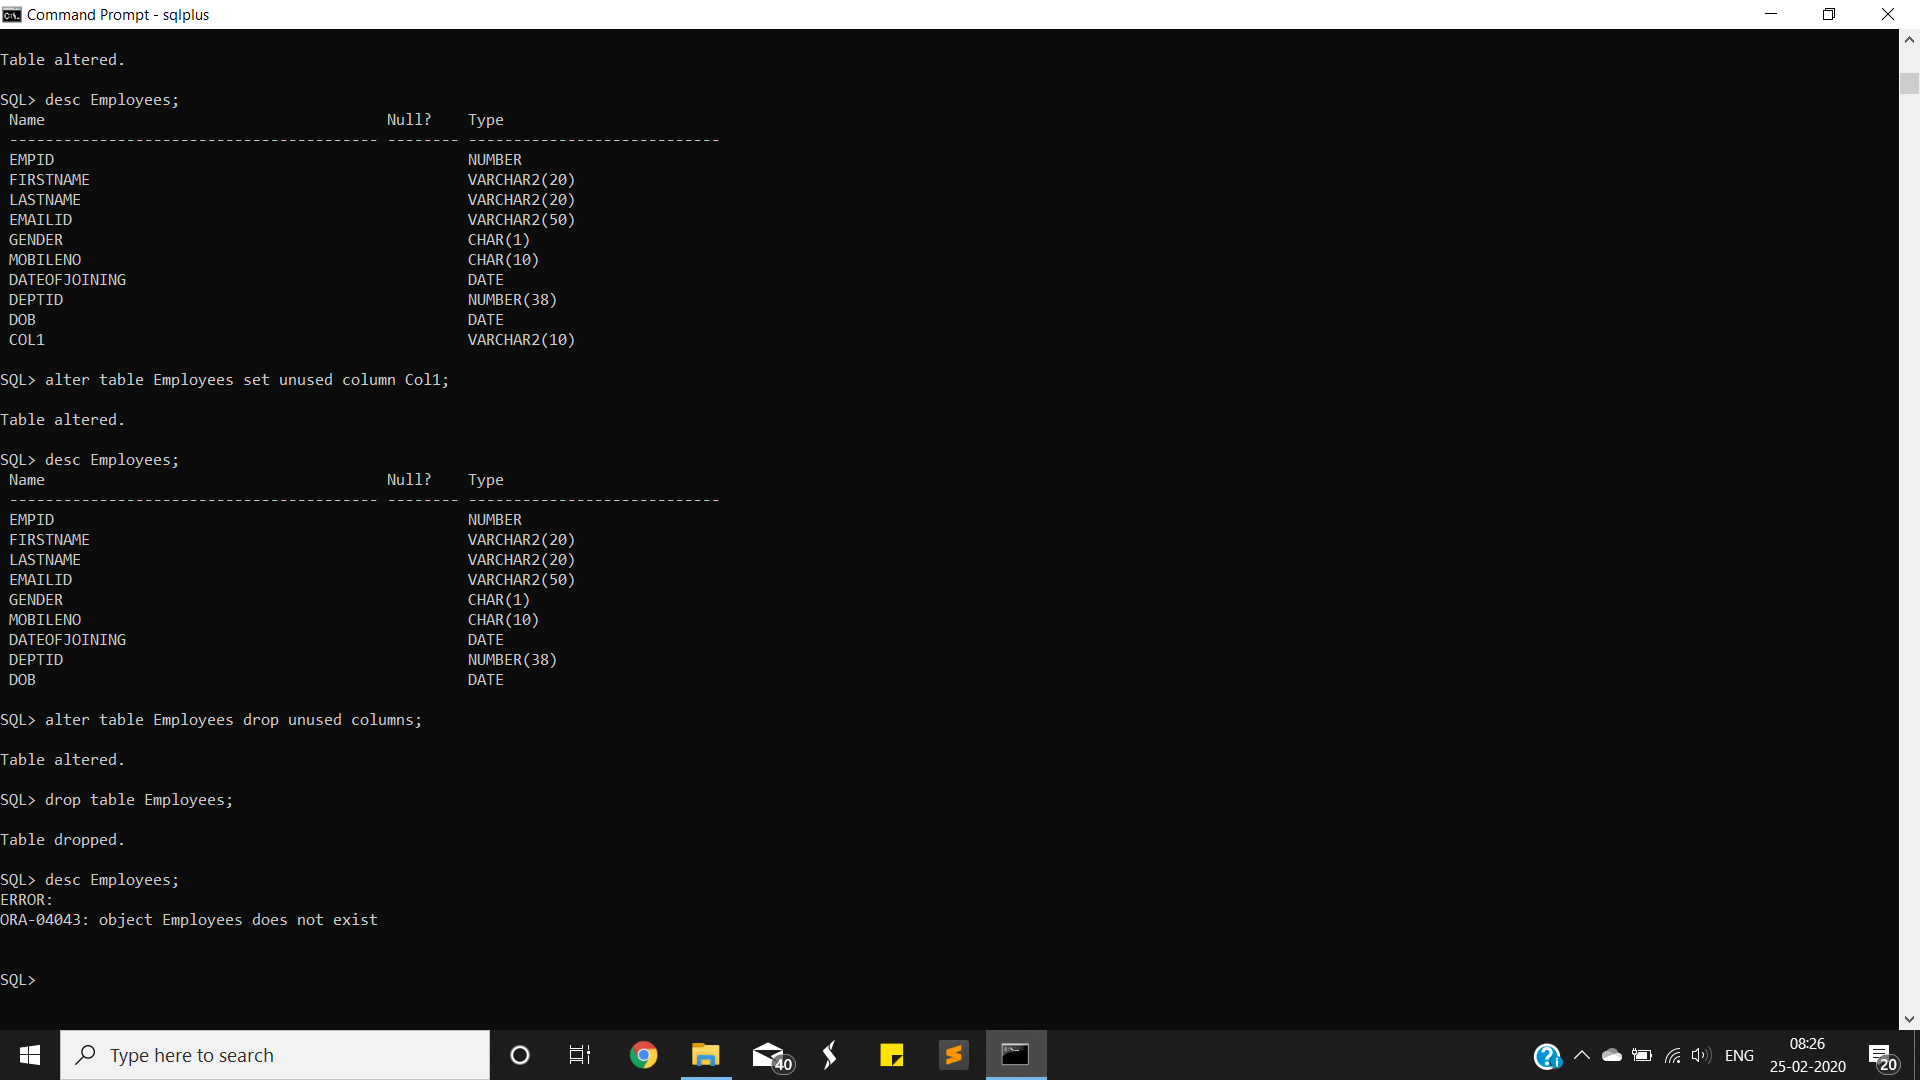 Command Prompt - sqlplus
Table altered.
SQL> desc Employees;
Name Null? Type
----------------------------------------- -------- ----------------------------
EMPID NUMBER
FIRSTNAME VARCHAR2(20)
LASTNAME VARCHAR2(20)
EMAILID VARCHAR2(50)
GENDER CHAR(1)
MOBILENO CHAR(10)
DATEOFJOINING DATE
DEPTID NUMBER(38)
DOB DATE
COL1 VARCHAR2(10)
SQL> alter table Employees set unused column Col1;
Table altered.
SQL> desc Employees;
Name Null? Type
----------------------------------------- -------- ----------------------------
EMPID NUMBER
FIRSTNAME VARCHAR2(20)
LASTNAME VARCHAR2(20)
EMAILID VARCHAR2(50)
GENDER CHAR(1)
MOBILENO CHAR(10)
DATEOFJOINING DATE
DEPTID NUMBER(38)
DOB DATE
SQL> alter table Employees drop unused columns;
Table altered.
SQL> drop table Employees;
Table dropped.
SQL> desc Employees;
ERROR:
ORA-04043: object Employees does not exist
SQL>
Type here to search
40
ENG
08:26
25-02-2020
20